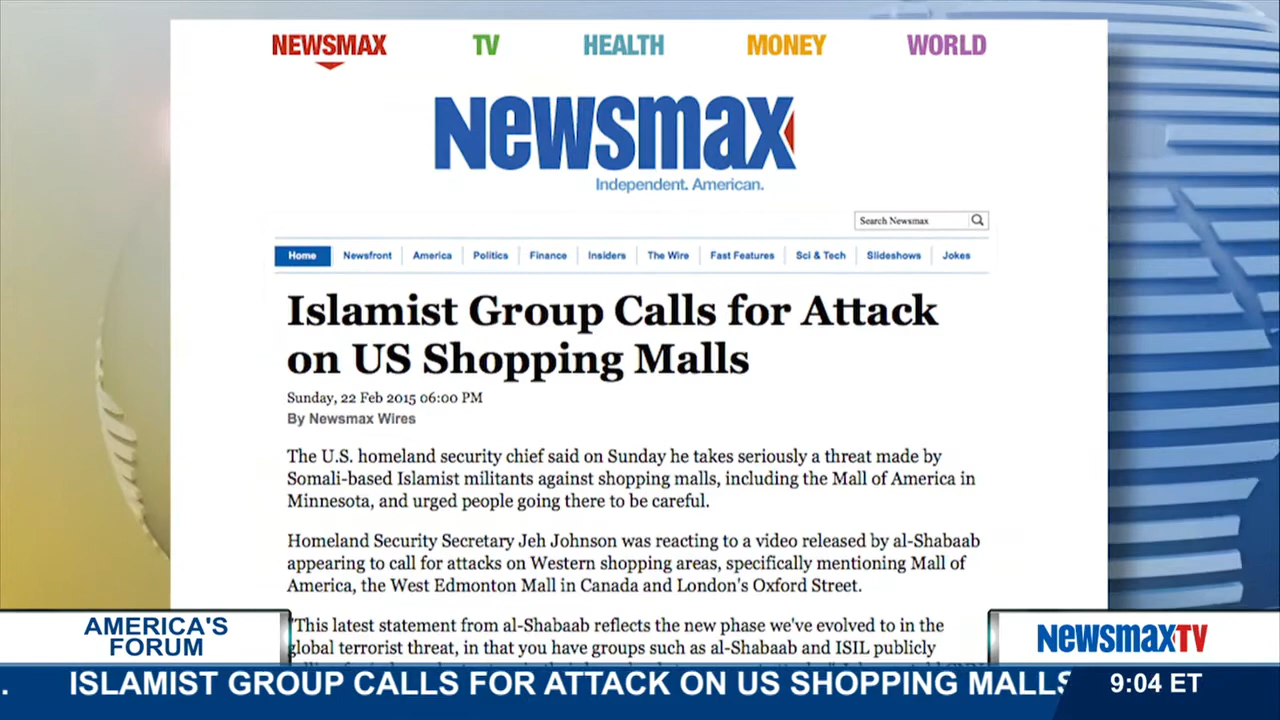 NEWSMAX TV HEALTH MONEY WORLD
Newsmax
Independent. American.
Search Newsmax
Home Newsfront America Politics Finance Insiders The Wire Fast Features Sci & Tech Slideshows Jokes
Islamist Group Calls for Attack
on US Shopping Malls
Sunday, 22 Feb 2015 06:00 PM
By Newsmax Wires
The U.S. homeland security chief said on Sunday he takes seriously a threat made by
Somali-based Islamist militants against shopping malls, including the Mall of America in
Minnesota, and urged people going there to be careful.
Homeland Security Secretary Jeh Johnson was reacting to a video released by al-Shabaab
appearing to call for attacks on Western shopping areas, specifically mentioning Mall of
America, the West Edmonton Mall in Canada and London's Oxford Street.
"This latest statement from al-Shabaab reflects the new phase we've evolved to in the
global terrorist threat, in that you have groups such as al-Shabaab and ISIL publicly
AMERICA'S
FORUM
NEWSMAXTV
. ISLAMIST GROUP CALLS FOR ATTACK ON US SHOPPING MALLS
9:04 ET